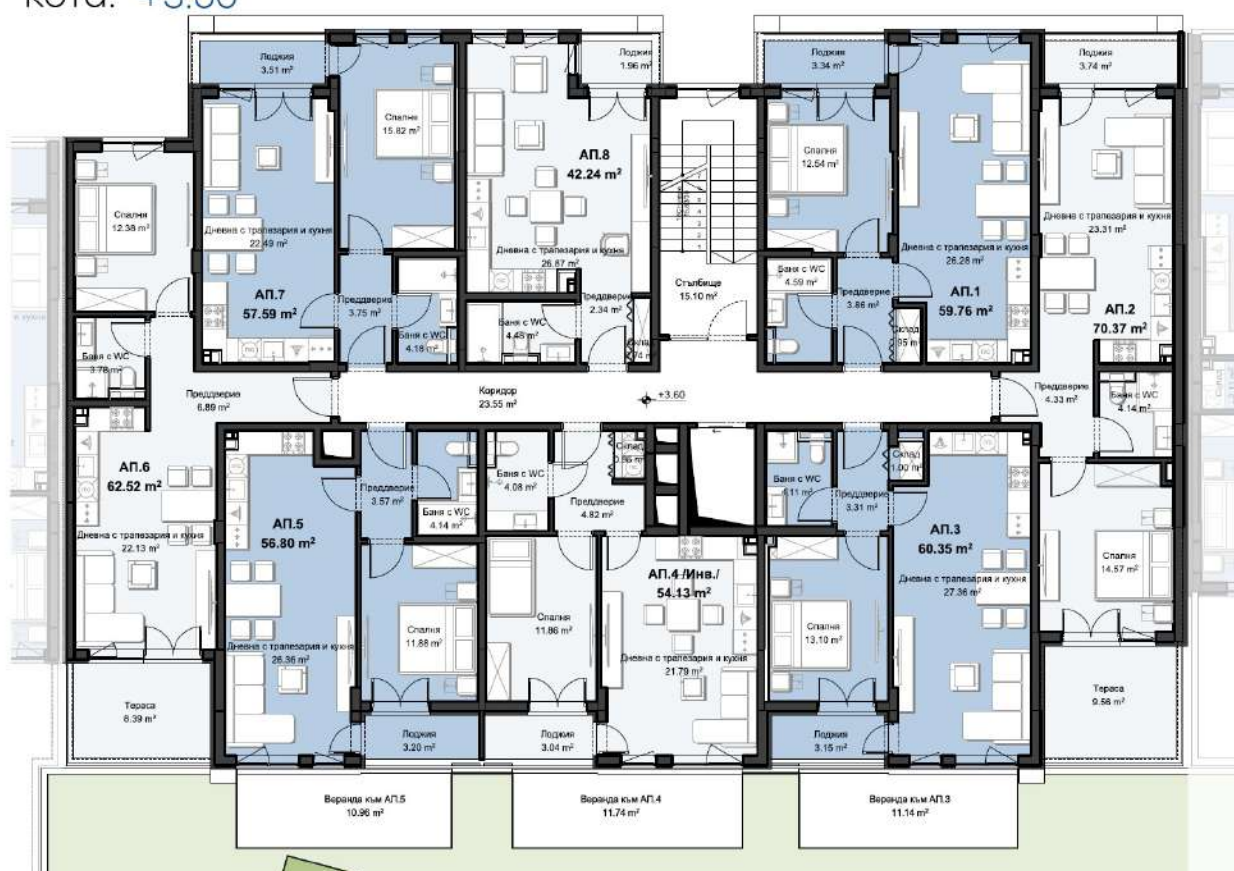 кота: +3.60
Лоджия
3.51 m²
Спалня
15.82 m²
Лоджия
1.96 m²
Лоджия
3.34 m²
Лоджия
3.74 m²
Спалня
12.38 m²
Дневна с трапезария и кухня
22.49 m²
АП.7
57.59 m²
Преддверие
3.75 m²
Баня с WC
4.18 m²
АП.8
42.24 m²
Дневна с трапезария и кухня
26.67 m²
Преддверие
2.34 m²
Баня с WC
4.48 m²
Стълбище
15.10 m²
Спалня
12.54 m²
Баня с WC
4.59 m²
Преддверие
3.86 m²
Склад
Дневна с трапезария и кухня
26.28 m²
АП.1
59.76 m²
Дневна с трапезария и кухня
23.31 m²
АП.2
70.37 m²
Баня с WC
3.78 m²
Преддверие
6.89 m²
Коридор
23.55 m²
+3.60
Преддверие
4.33 m²
Баня с WC
4.14 m²
АП.6
62.52 m²
Дневна с трапезария и кухня
22.13 m²
АП.5
56.80 m²
Дневна с трапезария и кухня
26.36 m²
Преддверие
3.57 m²
Баня с WC
4.14 m²
Спалня
11.88 m²
Баня с WC
4.08 m²
Склад
Преддверие
4.82 m²
Спалня
11.86 m²
АП.4 /Инв./
54.13 m²
Дневна с трапезария и кухня
21.79 m²
Баня с WC
4.11 m²
Преддверие
3.31 m²
Склад
1.00 m²
АП.3
60.35 m²
Дневна с трапезария и кухня
27.36 m²
Спалня
13.10 m²
Спалня
14.57 m²
Тераса
Лоджия
3.20 m²
Лоджия
3.04 m²
Лоджия
3.15 m²
Тераса
9.56 m²
Веранда към АП.5
10.96 m²
Веранда към АП.4
11.74 m²
Веранда към АП.3
11.14 m²